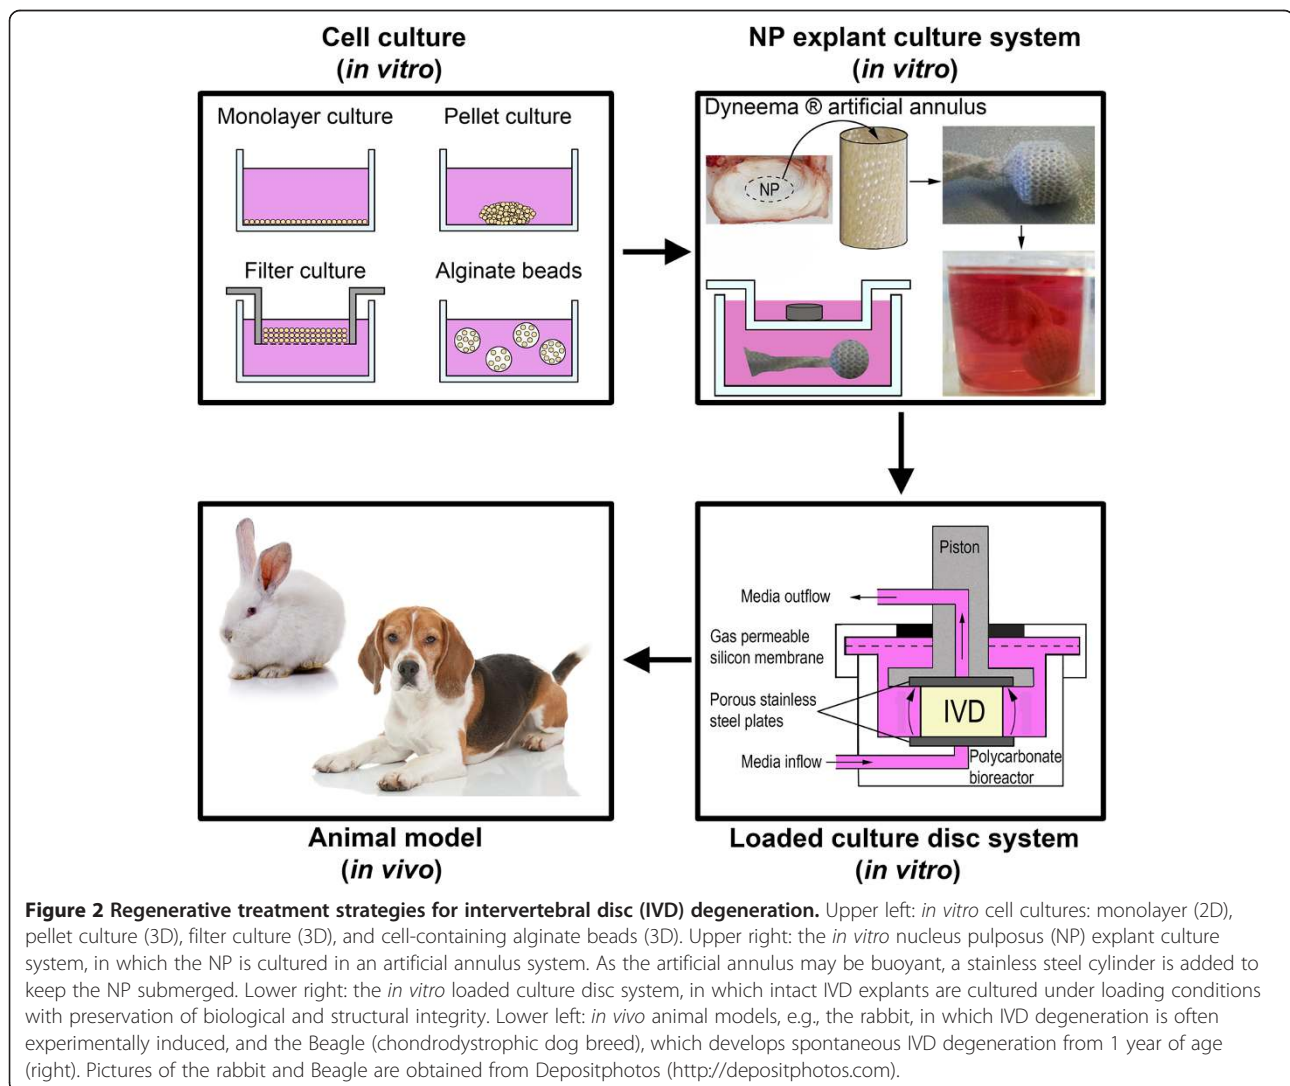 Cell culture
(in vitro)
NP explant culture system
(in vitro)
Monolayer culture
Pellet culture
Filter culture
Alginate beads
Dyneema ® artificial annulus
NP
Piston
Media outflow
Gas permeable
silicon membrane
Porous stainless
steel plates
IVD
Media inflow
Polycarbonate
bioreactor
Animal model
(in vivo)
Loaded culture disc system
(in vitro)
Figure 2 Regenerative treatment strategies for intervertebral disc (IVD) degeneration. Upper left: in vitro cell cultures: monolayer (2D),
pellet culture (3D), filter culture (3D), and cell-containing alginate beads (3D). Upper right: the in vitro nucleus pulposus (NP) explant culture
system, in which the NP is cultured in an artificial annulus system. As the artificial annulus may be buoyant, a stainless steel cylinder is added to
keep the NP submerged. Lower right: the in vitro loaded culture disc system, in which intact IVD explants are cultured under loading conditions
with preservation of biological and structural integrity. Lower left: in vivo animal models, e.g., the rabbit, in which IVD degeneration is often
experimentally induced, and the Beagle (chondrodystrophic dog breed), which develops spontaneous IVD degeneration from 1 year of age
(right). Pictures of the rabbit and Beagle are obtained from Depositphotos (http://depositphotos.com).